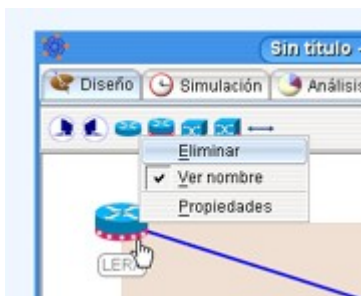 Sin título -
Diseño Simulación Análisis
Eliminar
Ver nombre
Propiedades
LER